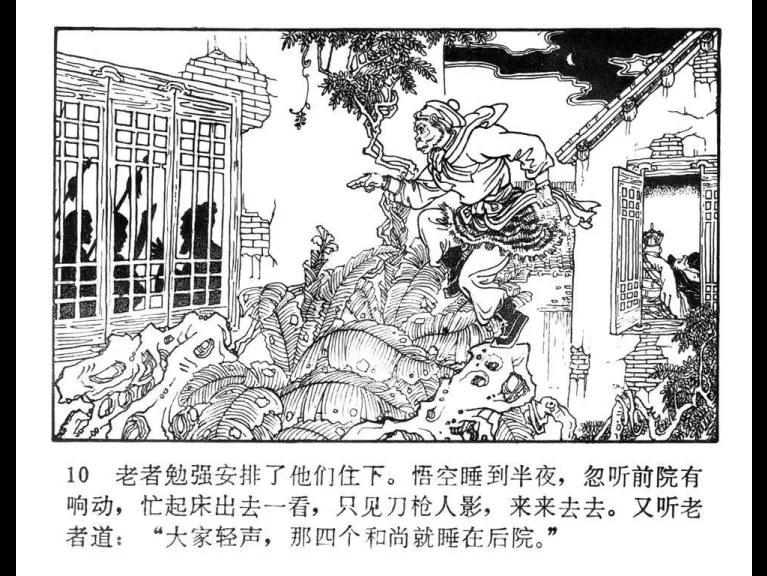 10 老者勉强安排了他们住下。悟空睡到半夜，忽听前院有
响动，忙起床出去一看，只见刀枪人影，来来去去。又听老
者道：“大家轻声，那四个和尚就睡在后院。”